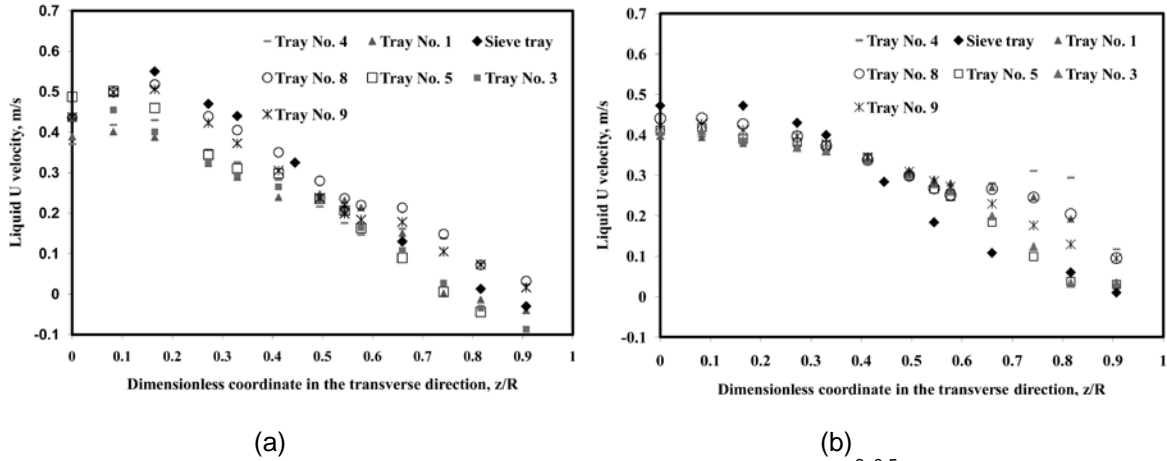 0.7
0.6
0.5
0.4
0.3
0.2
0.1
0
-0.1
Liquid U velocity, m/s
Tray No. 4 Tray No. 1 Sieve tray
Tray No. 8 Tray No. 5 Tray No. 3
Tray No. 9
0 0.1 0.2 0.3 0.4 0.5 0.6 0.7 0.8 0.9 1
Dimensionless coordinate in the transverse direction, z/R
(a)
0.7
0.6
0.5
0.4
0.3
0.2
0.1
0
-0.1
Liquid U velocity, m/s
Tray No. 4 Sieve tray Tray No. 1
Tray No. 8 Tray No. 5 Tray No. 3
Tray No. 9
0 0.1 0.2 0.3 0.4 0.5 0.6 0.7 0.8 0.9 1
Dimensionless coordinate in the transverse direction, z/R
(b)